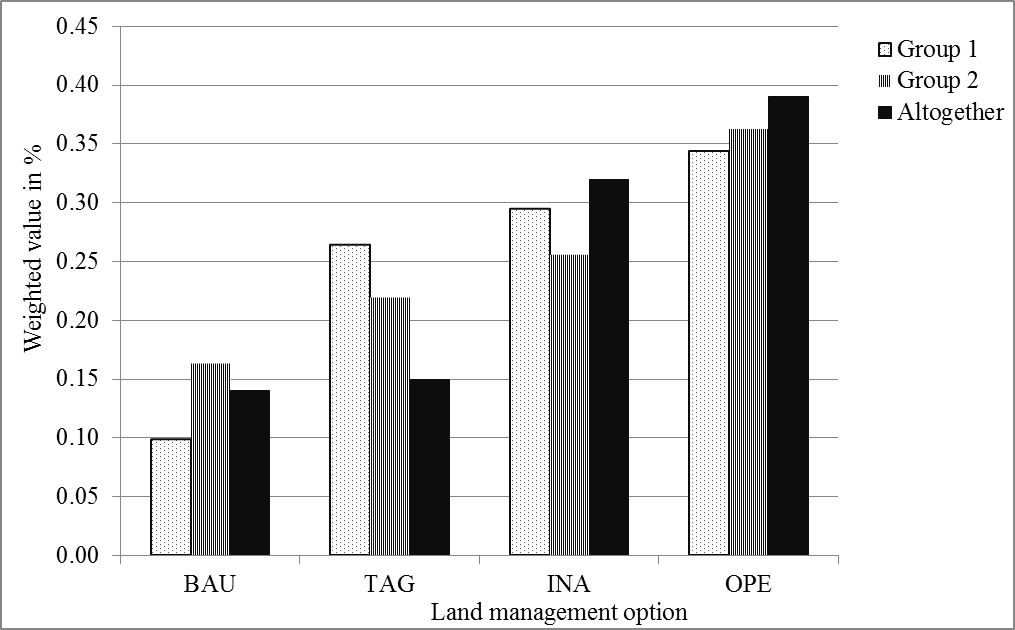 0.45
0.40
0.35
0.30
0.25
0.20
0.15
0.10
0.05
0.00
Weighted value in %
BAU TAG INA OPE
Land management option
Group 1
Group 2
Altogether